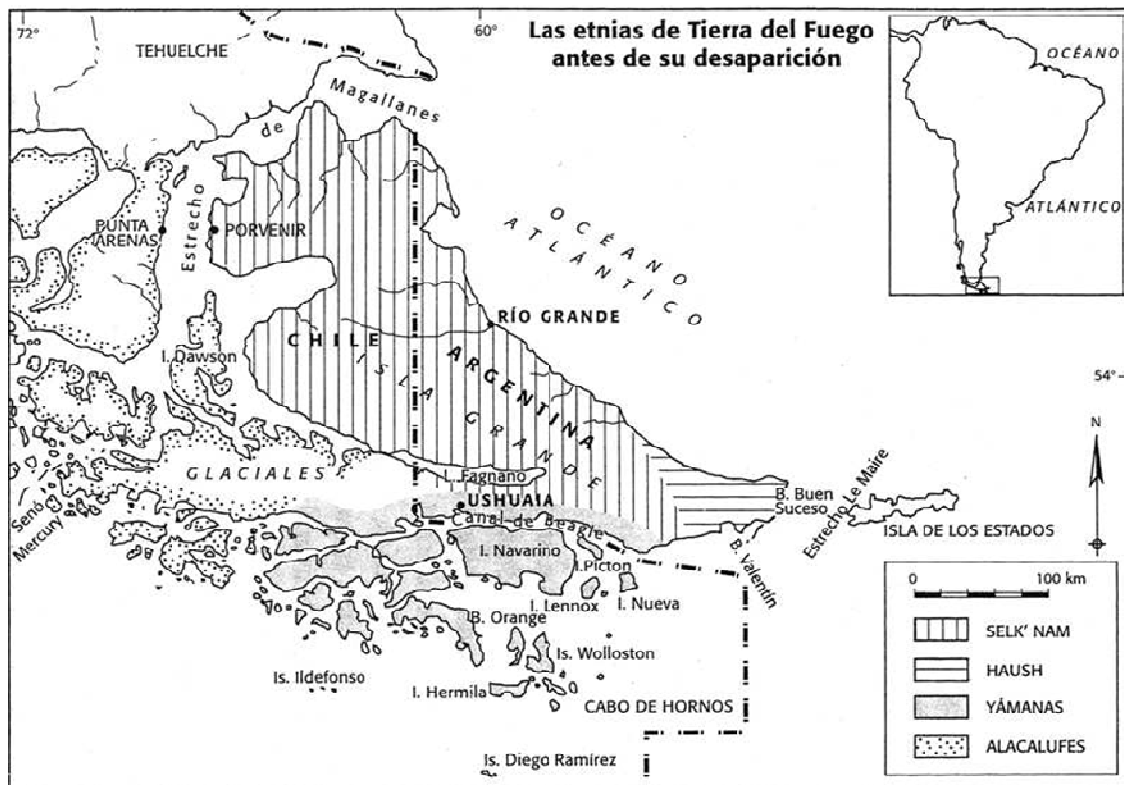 72°
60°
Las etnias de Tierra del Fuego
antes de su desaparición
TEHUELCHE
OCÉANO
ATLÁNTICO
Estrecho de Magallanes
PUNTA
ARENAS
PORVENIR
OCÉANO
ATLÁNTICO
RÍO GRANDE
CHILE
ARGENTINA
ISLA GRANDE
I. Dawson
54°
N
GLACIALES
L. Fagnano
USHUAIA
Canal de Beagle
Senó
Mercury
B. Buen
Suceso
Estrecho Le Maire
ISLA DE LOS ESTADOS
B. Valentín
I. Navarino
I.Picton
I. Lennox
I. Nueva
B. Orange
Is. Wolloston
Is. Ildefonso
I. Hermila
CABO DE HORNOS
Is. Diego Ramírez
0 100 km
SELK' NAM
HAUSH
YÁMANAS
ALACALUFES